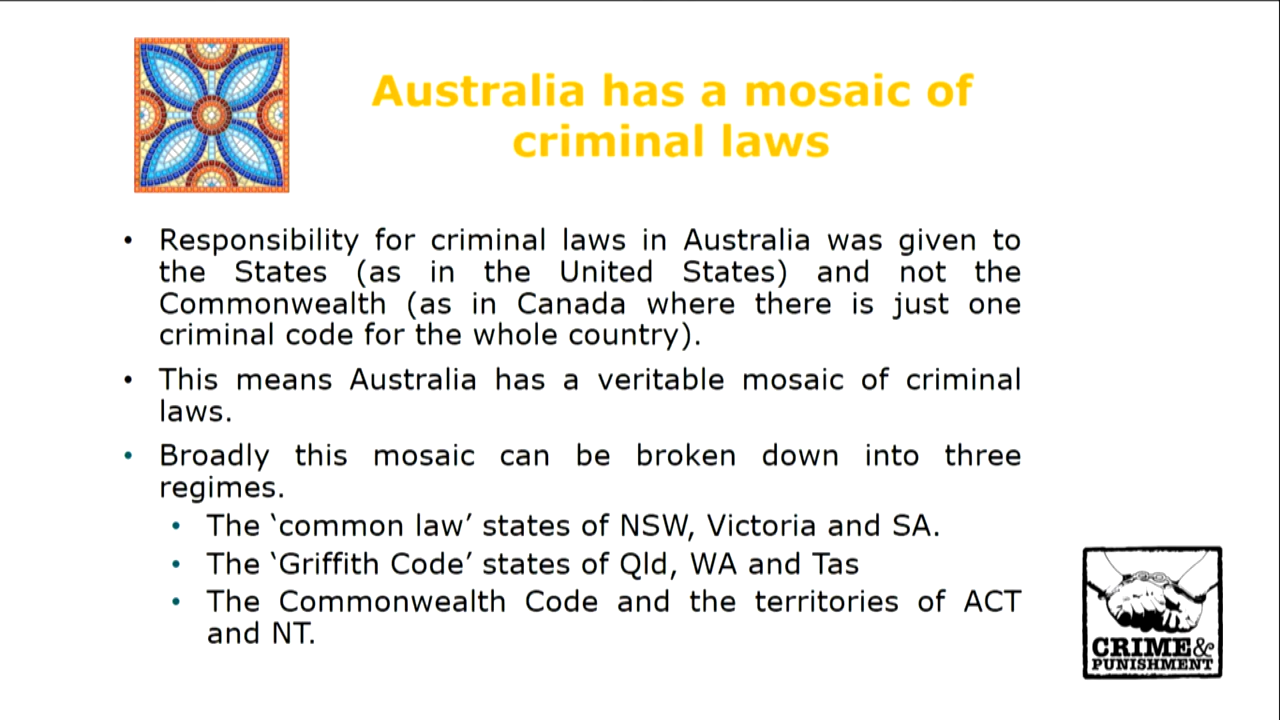 Australia has a mosaic of
criminal laws
• Responsibility for criminal laws in Australia was given to
the States (as in the United States) and not the
Commonwealth (as in Canada where there is just one
criminal code for the whole country).
• This means Australia has a veritable mosaic of criminal
laws.
• Broadly this mosaic can be broken down into three
regimes.
• The ‘common law’ states of NSW, Victoria and SA.
• The ‘Griffith Code’ states of Qld, WA and Tas
• The Commonwealth Code and the territories of ACT
and NT.
CRIME&
PUNISHMENT